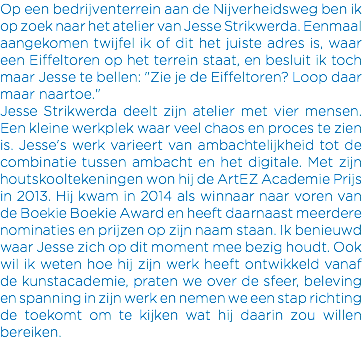 Op een bedrijventerrein aan de Nijverheidsweg ben ik
op zoek naar het atelier van Jesse Strikwerda. Eenmaal
aangekomen twijfel ik of dit het juiste adres is, waar
een Eiffeltoren op het terrein staat, en besluit ik toch
maar Jesse te bellen: "Zie je de Eiffeltoren? Loop daar
maar naartoe."
Jesse Strikwerda deelt zijn atelier met vier mensen.
Een kleine werkplek waar veel chaos en proces te zien
is. Jesse's werk varieert van ambachtelijkheid tot de
combinatie tussen ambacht en het digitale. Met zijn
houtskooltekeningen won hij de ArtEZ Academie Prijs
in 2013. Hij kwam in 2014 als winnaar naar voren van
de Boekie Boekie Award en heeft daarnaast meerdere
nominaties en prijzen op zijn naam staan. Ik benieuwd
waar Jesse zich op dit moment mee bezig houdt. Ook
wil ik weten hoe hij zijn werk heeft ontwikkeld vanaf
de kunstacademie, praten we over de sfeer, beleving
en spanning in zijn werk en nemen we een stap richting
de toekomt om te kijken wat hij daarin zou willen
bereiken.